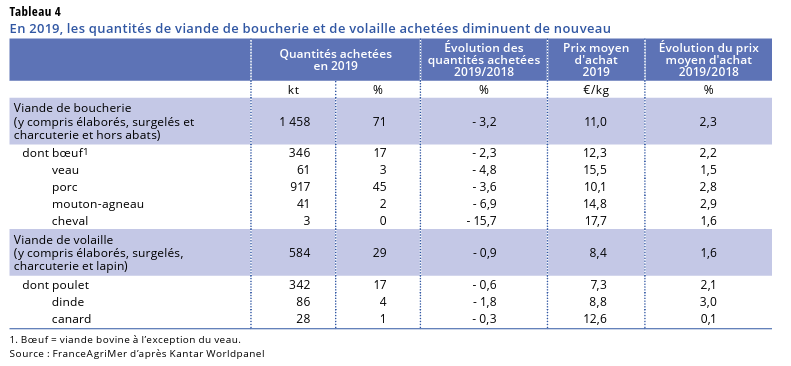 Tableau 4
En 2019, les quantités de viande de boucherie et de volaille achetées diminuent de nouveau
Quantités achetées en 2019 Évolution des quantités achetées 2019/2018 Prix moyen d'achat 2019 Évolution du prix moyen d'achat 2019/2018
kt % % €/kg %
Viande de boucherie
(y compris élaborés, surgelés et
charcuterie et hors abats) 1 458 71 - 3,2 11,0 2,3
dont bœuf1 346 17 - 2,3 12,3 2,2
veau 61 3 - 4,8 15,5 1,5
porc 917 45 - 3,6 10,1 2,8
mouton-agneau 41 2 - 6,9 14,8 2,9
cheval 3 0 - 15,7 17,7 1,6
Viande de volaille
(y compris élaborés, surgelés,
charcuterie et lapin) 584 29 - 0,9 8,4 1,6
dont poulet 342 17 - 0,6 7,3 2,1
dinde 86 4 - 1,8 8,8 3,0
canard 28 1 - 0,3 12,6 0,1
1. Bœuf = viande bovine à l'exception du veau.
Source : FranceAgriMer d'après Kantar Worldpanel